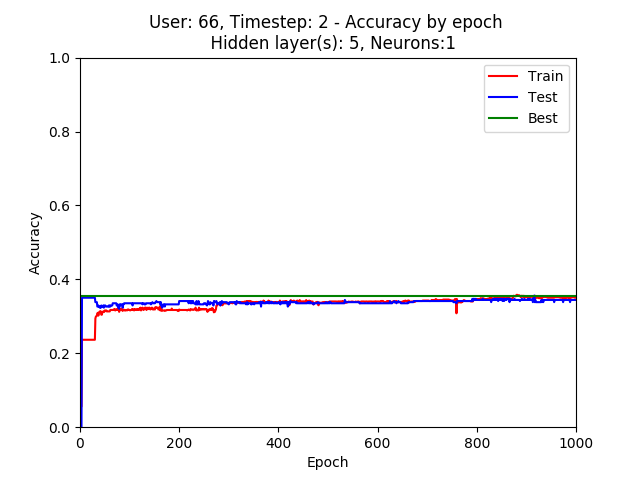 User: 66, Timestep: 2 - Accuracy by epoch
Hidden layer(s): 5, Neurons:1
1.0
Train
Test
Best
0.8
0.6
Accuracy
0.4
0.2
0.0
0 200 400 600 800 1000
Epoch